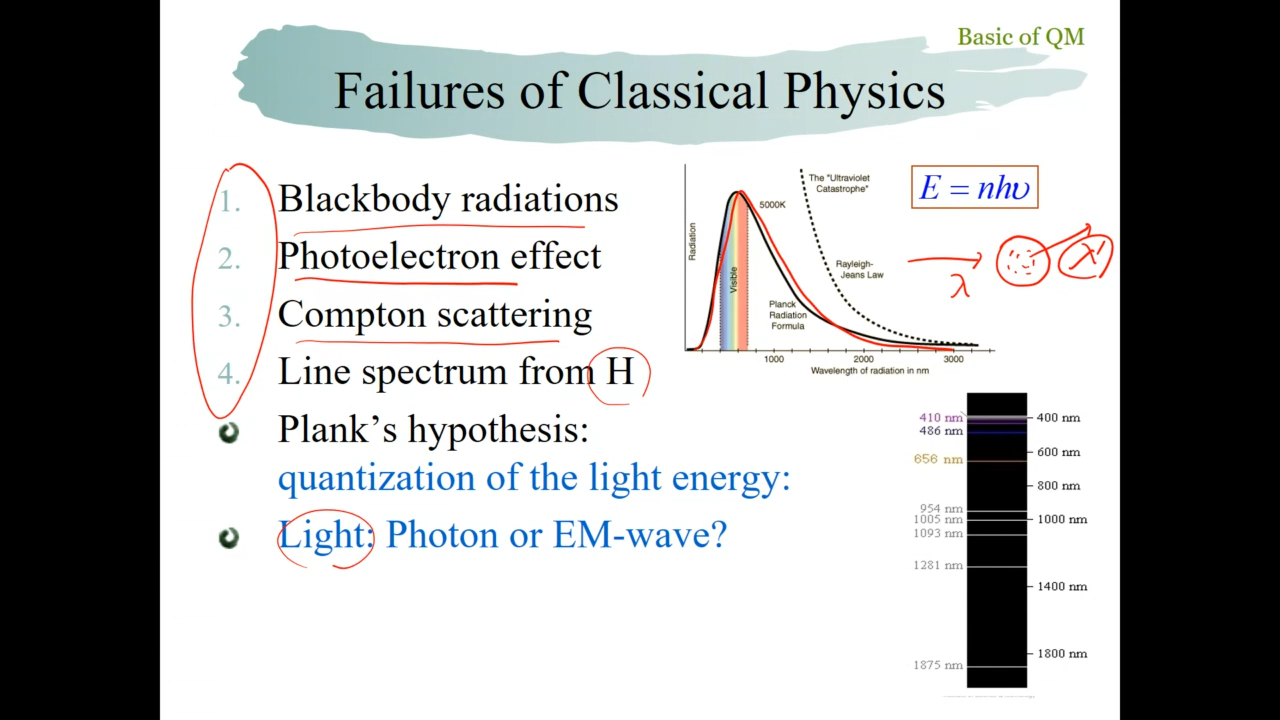 Basic of QM
Failures of Classical Physics
1. Blackbody radiations
2. Photoelectron effect
3. Compton scattering
4. Line spectrum from H
Plank’s hypothesis:
quantization of the light energy:
Light: Photon or EM-wave?
The "Ultraviolet
Catastrophe"
5000K
Radiation
Visible
Rayleigh-
Jeans Law
Planck
Radiation
Formula
1000 2000 3000
Wavelength of radiation in nm
E = nhυ
λ
λ'
410 nm
486 nm
656 nm
954 nm
1005 nm
1093 nm
1281 nm
1875 nm
400 nm
600 nm
800 nm
1000 nm
1400 nm
1800 nm